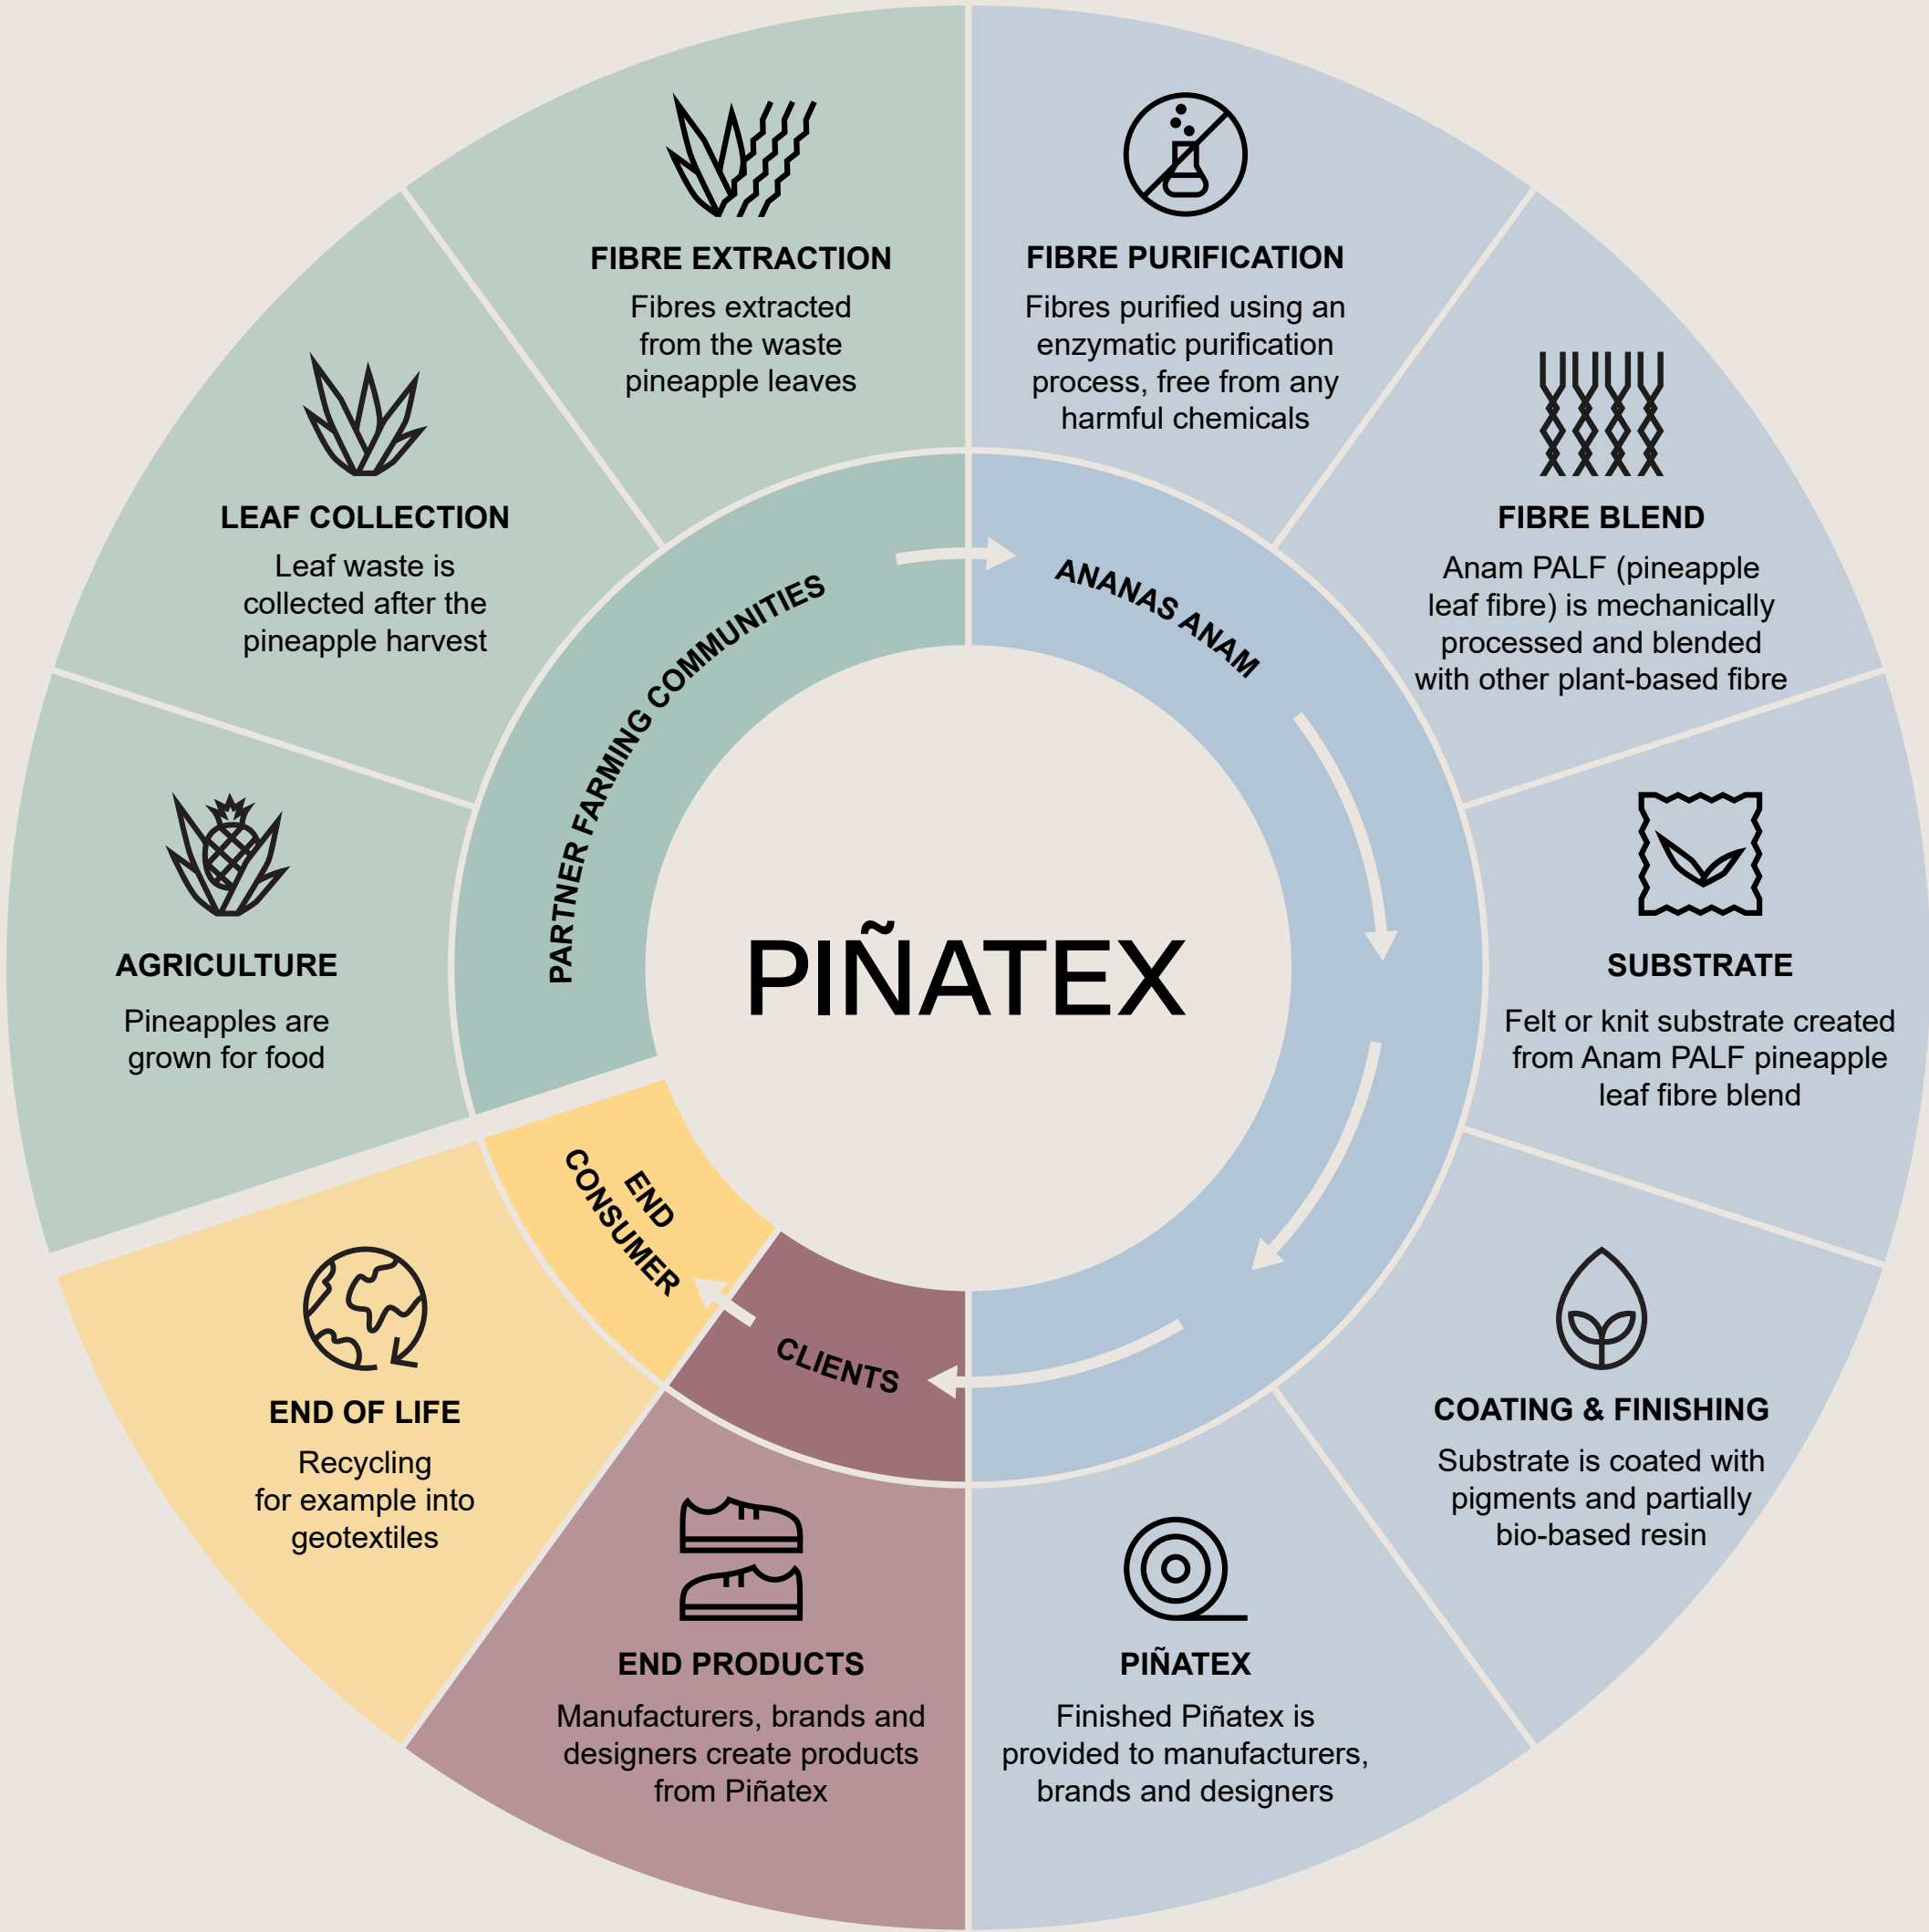 FIBRE EXTRACTION
Fibres extracted
from the waste
pineapple leaves
FIBRE PURIFICATION
Fibres purified using an
enzymatic purification
process, free from any
harmful chemicals
LEAF COLLECTION
Leaf waste is
collected after the
pineapple harvest
FIBRE BLEND
Anam PALF (pineapple
leaf fibre) is mechanically
processed and blended
with other plant-based fibre
PARTNER FARMING COMMUNITIES
ANANAS ANAM
AGRICULTURE
Pineapples are
grown for food
PIÑATEX
SUBSTRATE
Felt or knit substrate created
from Anam PALF pineapple
leaf fibre blend
END
CONSUMER
CLIENTS
END OF LIFE
Recycling
for example into
geotextiles
COATING & FINISHING
Substrate is coated with
pigments and partially
bio-based resin
END PRODUCTS
Manufacturers, brands and
designers create products
from Piñatex
PIÑATEX
Finished Piñatex is
provided to manufacturers,
brands and designers